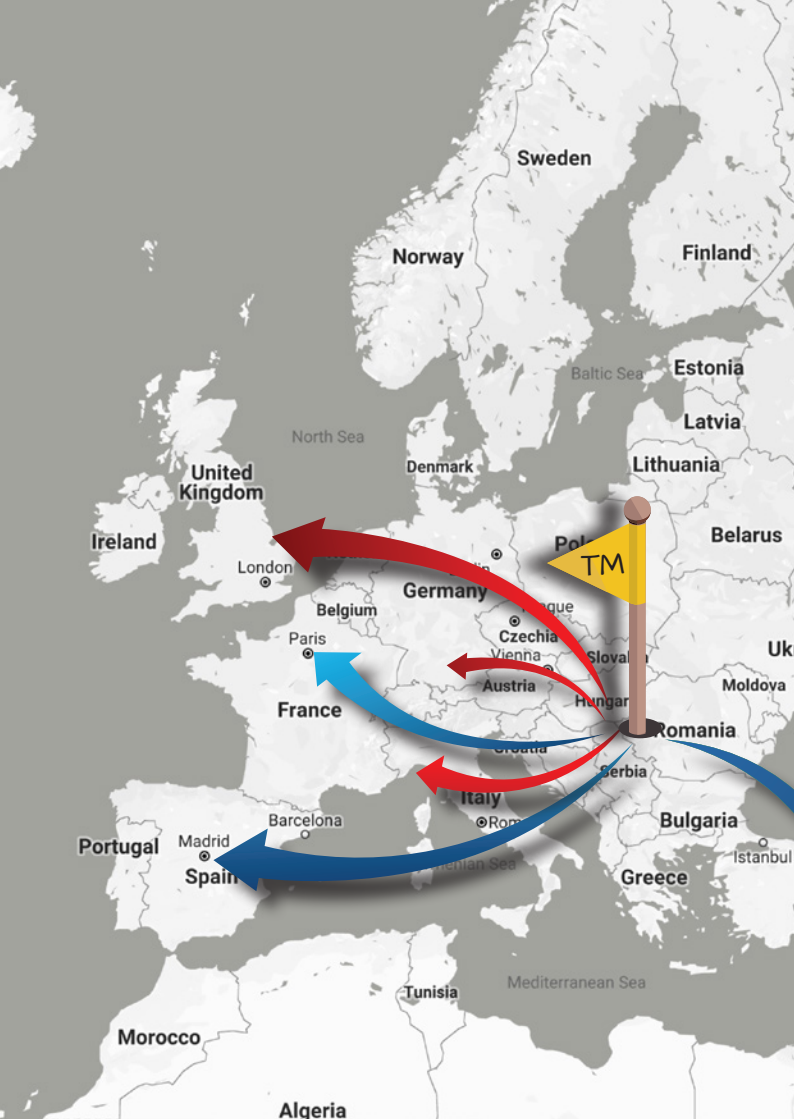 Sweden
Norway
Finland
Estonia
Baltic Sea
Latvia
North Sea
Denmark
Lithuania
United
Kingdom
Ireland
Belarus
TM
London
Germany
Belgium
Czechia
Paris
Vienna
Austria
Moldova
France
Romania
Croatia
Serbia
Italy
Barcelona
Bulgaria
Portugal
Madrid
Istanbul
Spain
Greece
Mediterranean Sea
Tunisia
Morocco
Algeria